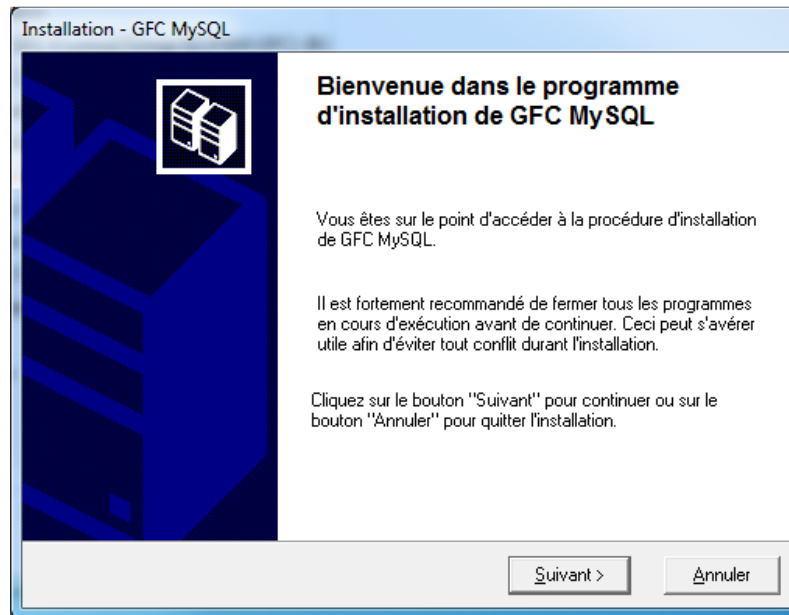 Installation - GFC MySQL
Bienvenue dans le programme
d'installation de GFC MySQL
Vous êtes sur le point d'accéder à la procédure d'installation
de GFC MySQL.
Il est fortement recommandé de fermer tous les programmes
en cours d'exécution avant de continuer. Ceci peut s'avérer
utile afin d'éviter tout conflit durant l'installation.
Cliquez sur le bouton "Suivant" pour continuer ou sur le
bouton "Annuler" pour quitter l'installation.
Suivant >
Annuler